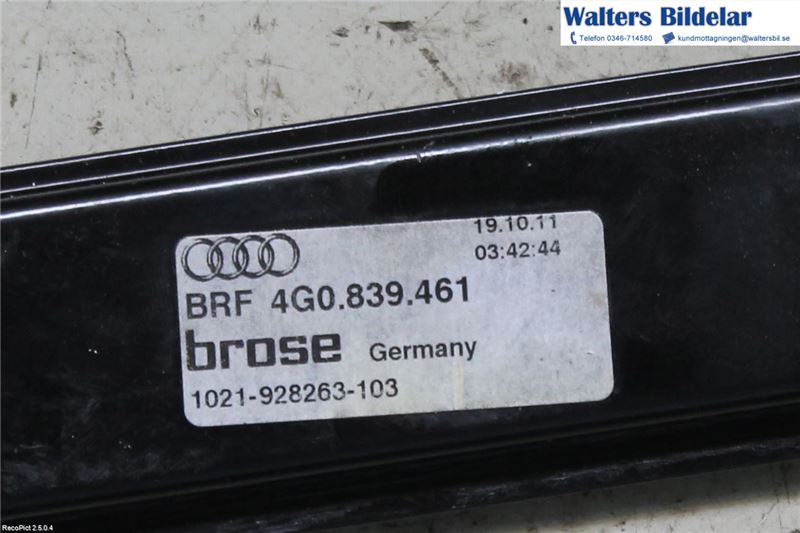 Walters Bildelar
Telefon 0346-714580 kundmottagningen@waltersbil.se
19.10.11
03:42:44
BRF 4G0.839.461
brose Germany
1021-928263-103
RecoPict 2.5.0.4